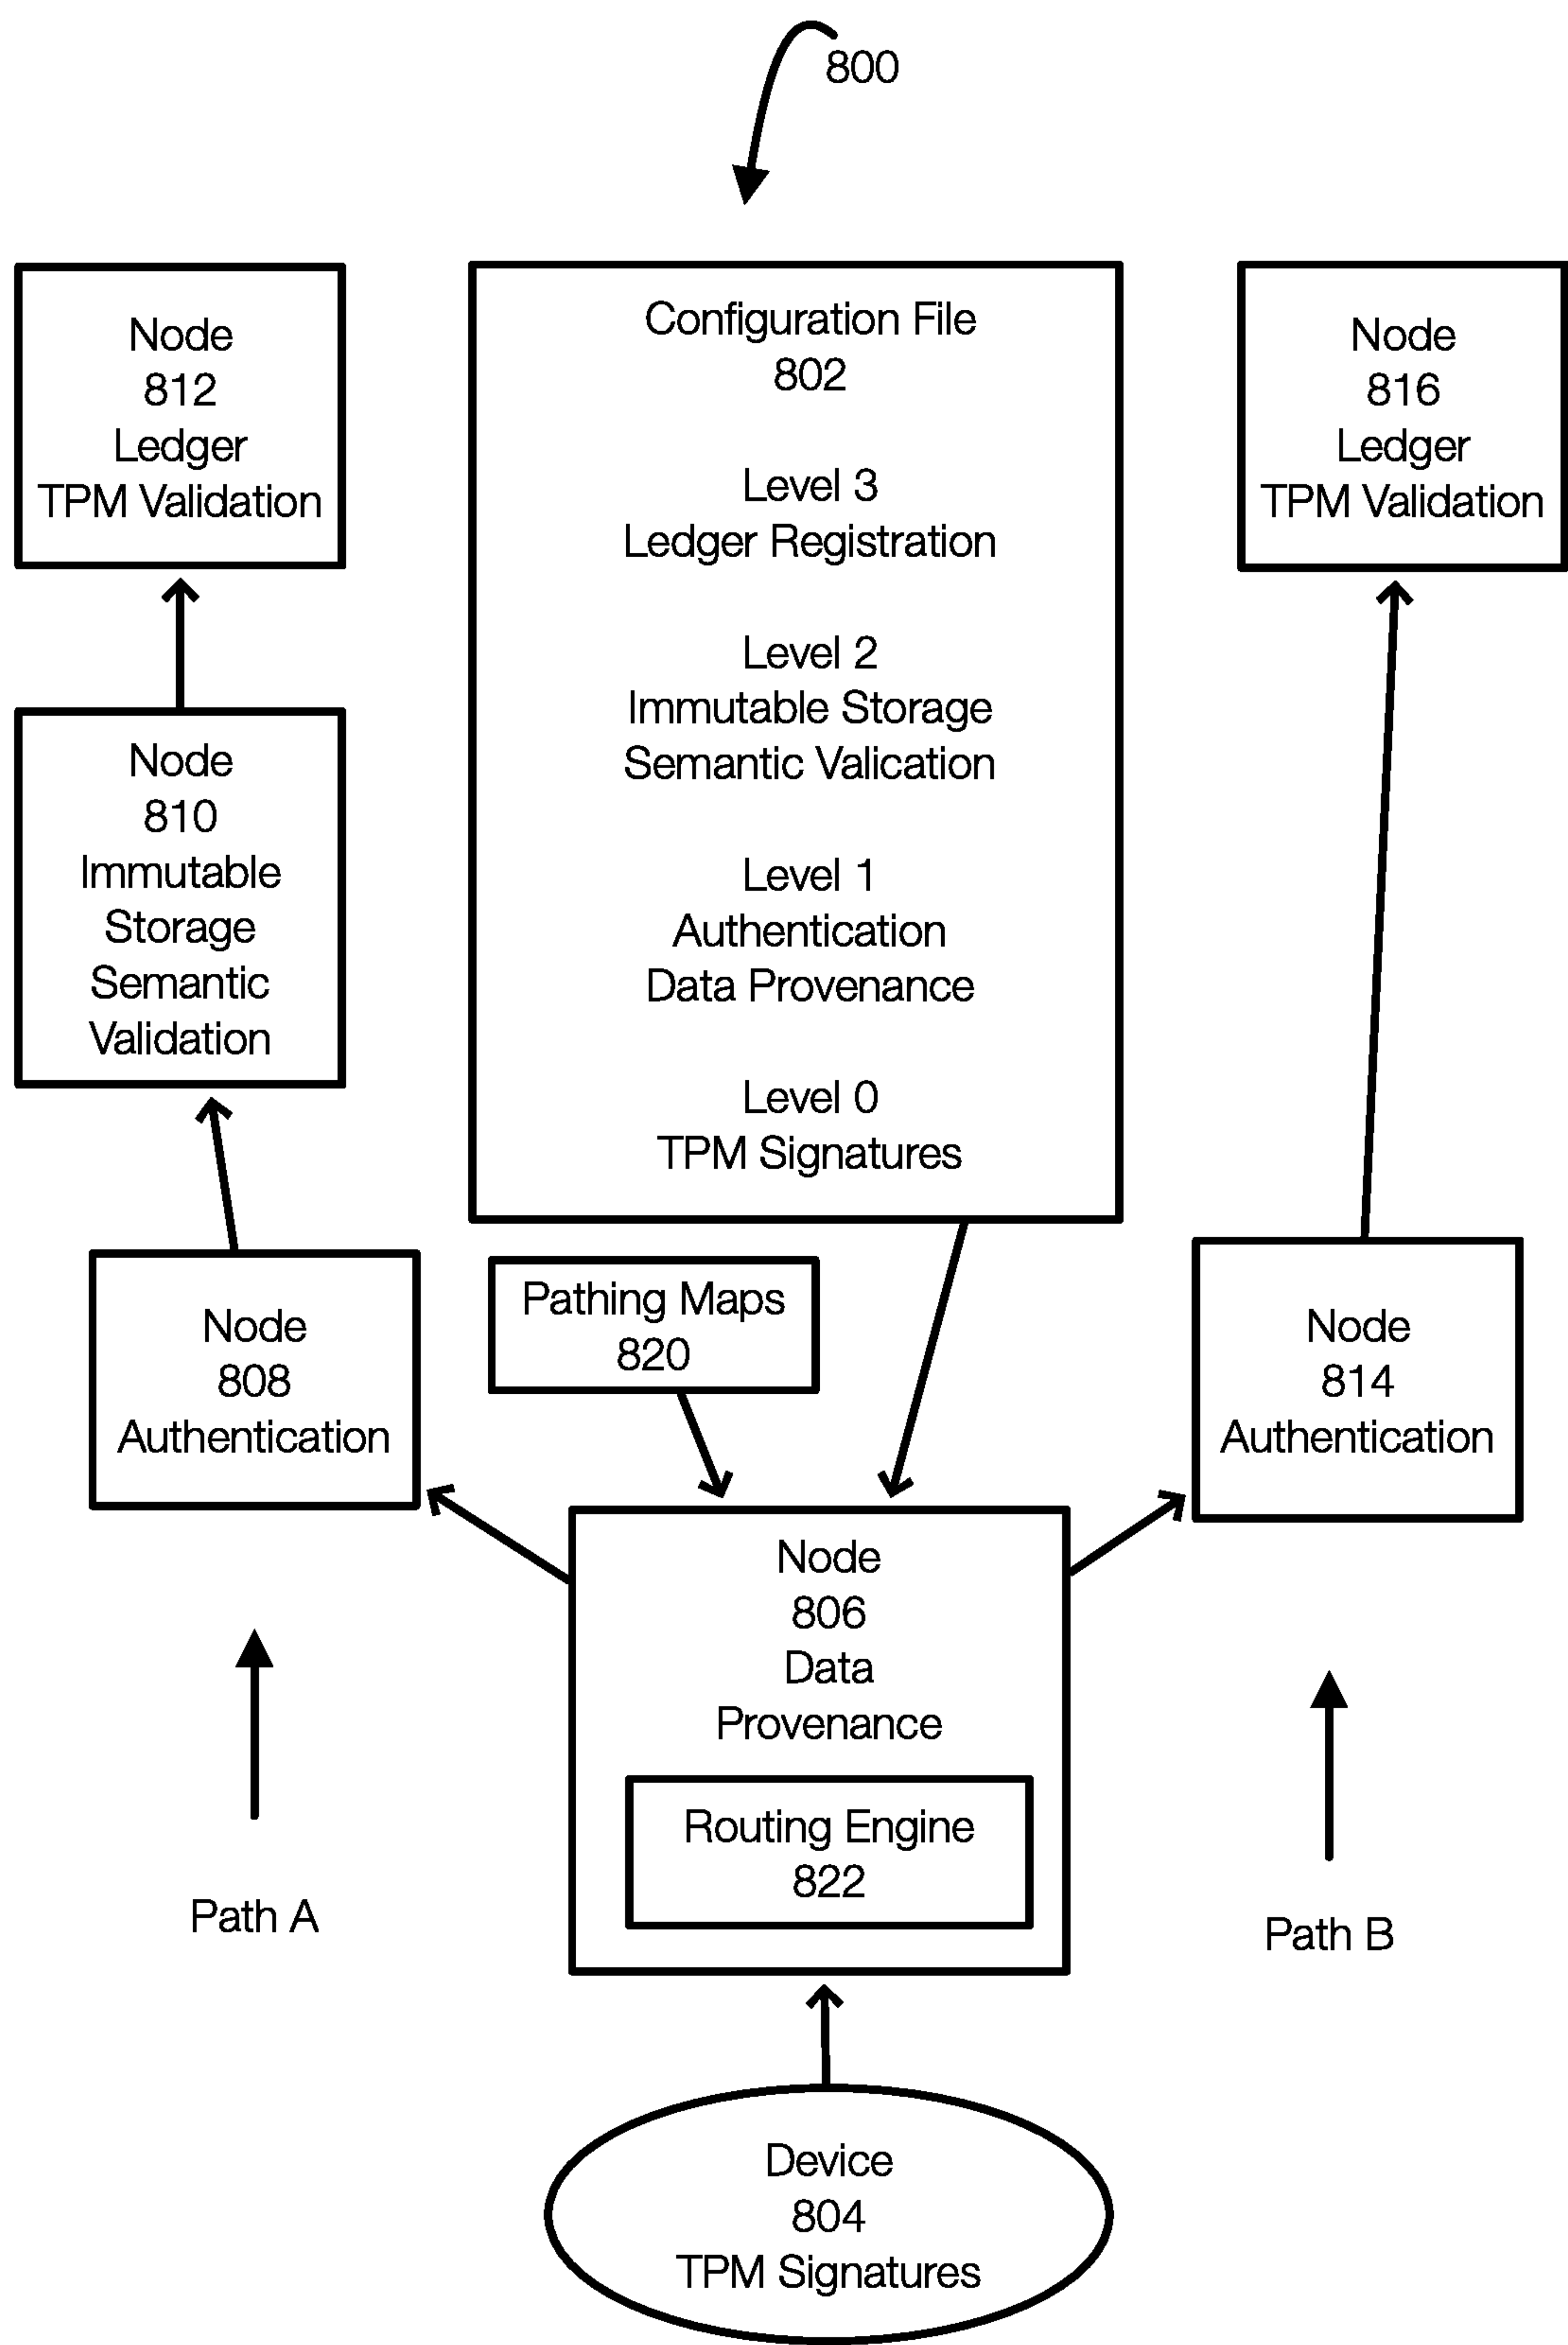 800
Node
812
Ledger
TPM Validation
Configuration File
802
Level 3
Ledger Registration
Level 2
Immutable Storage
Semantic Valication
Level 1
Authentication
Data Provenance
Level 0
TPM Signatures
Node
816
Ledger
TPM Validation
Node
810
Immutable
Storage
Semantic
Validation
Node
808
Authentication
Pathing Maps
820
Node
814
Authentication
Node
806
Data
Provenance
Routing Engine
822
Path A
Path B
Device
804
TPM Signatures